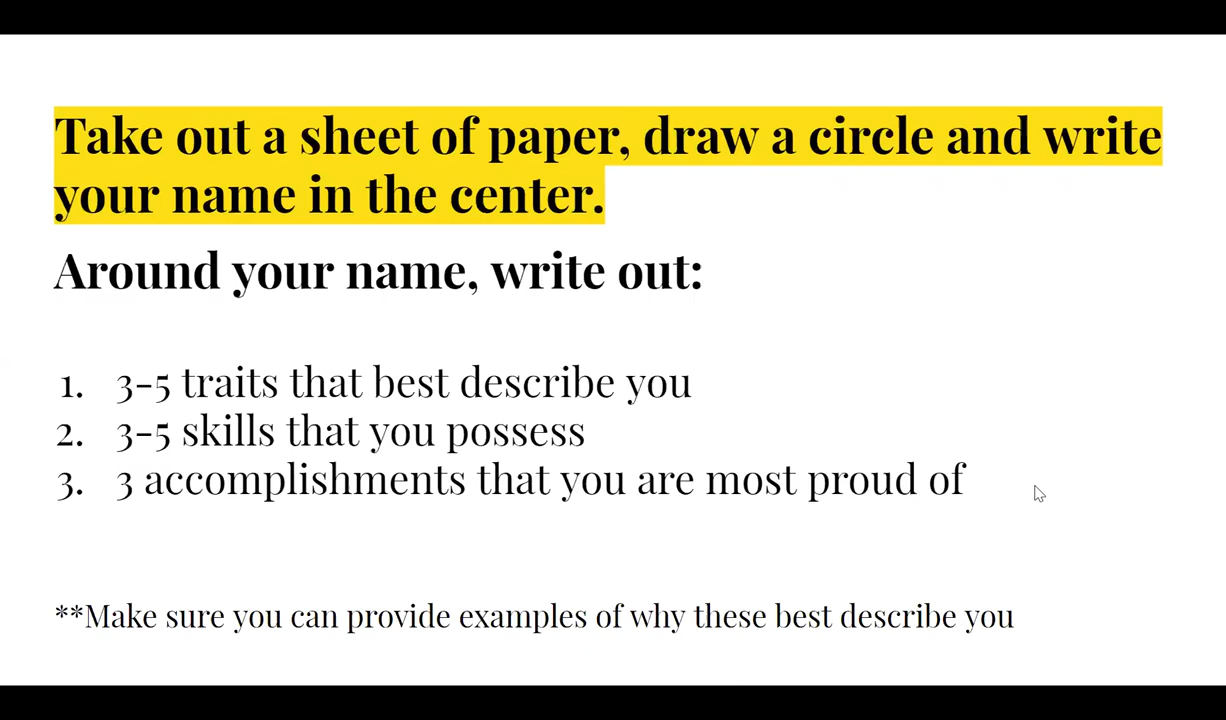 Take out a sheet of paper, draw a circle and write
your name in the center.
Around your name, write out:
1. 3-5 traits that best describe you
2. 3-5 skills that you possess
3. 3 accomplishments that you are most proud of
**Make sure you can provide examples of why these best describe you